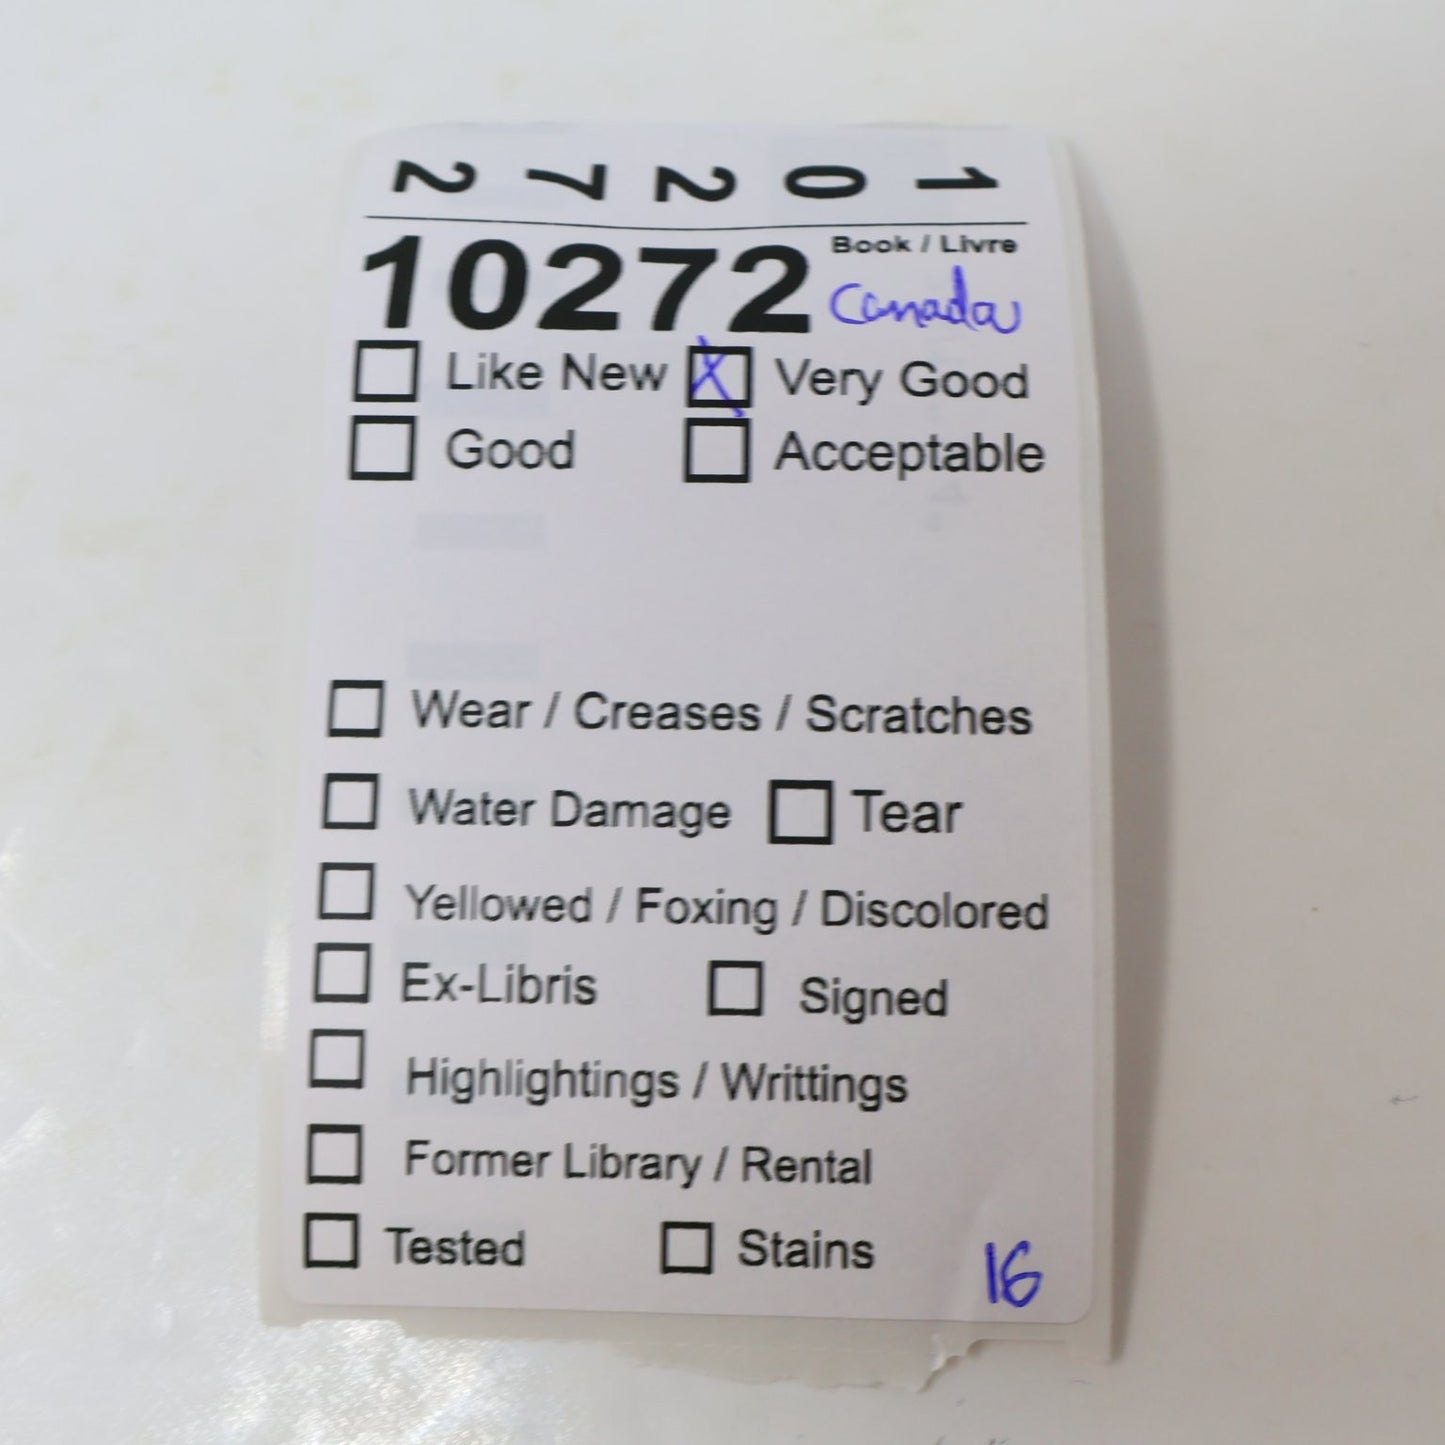 10272
10272 Book / Livre
Canada
Like New Very Good
Good Acceptable
Wear / Creases / Scratches
Water Damage Tear
Yellowed / Foxing / Discolored
Ex-Libris Signed
Highlightings / Writtings
Former Library / Rental
Tested Stains
16